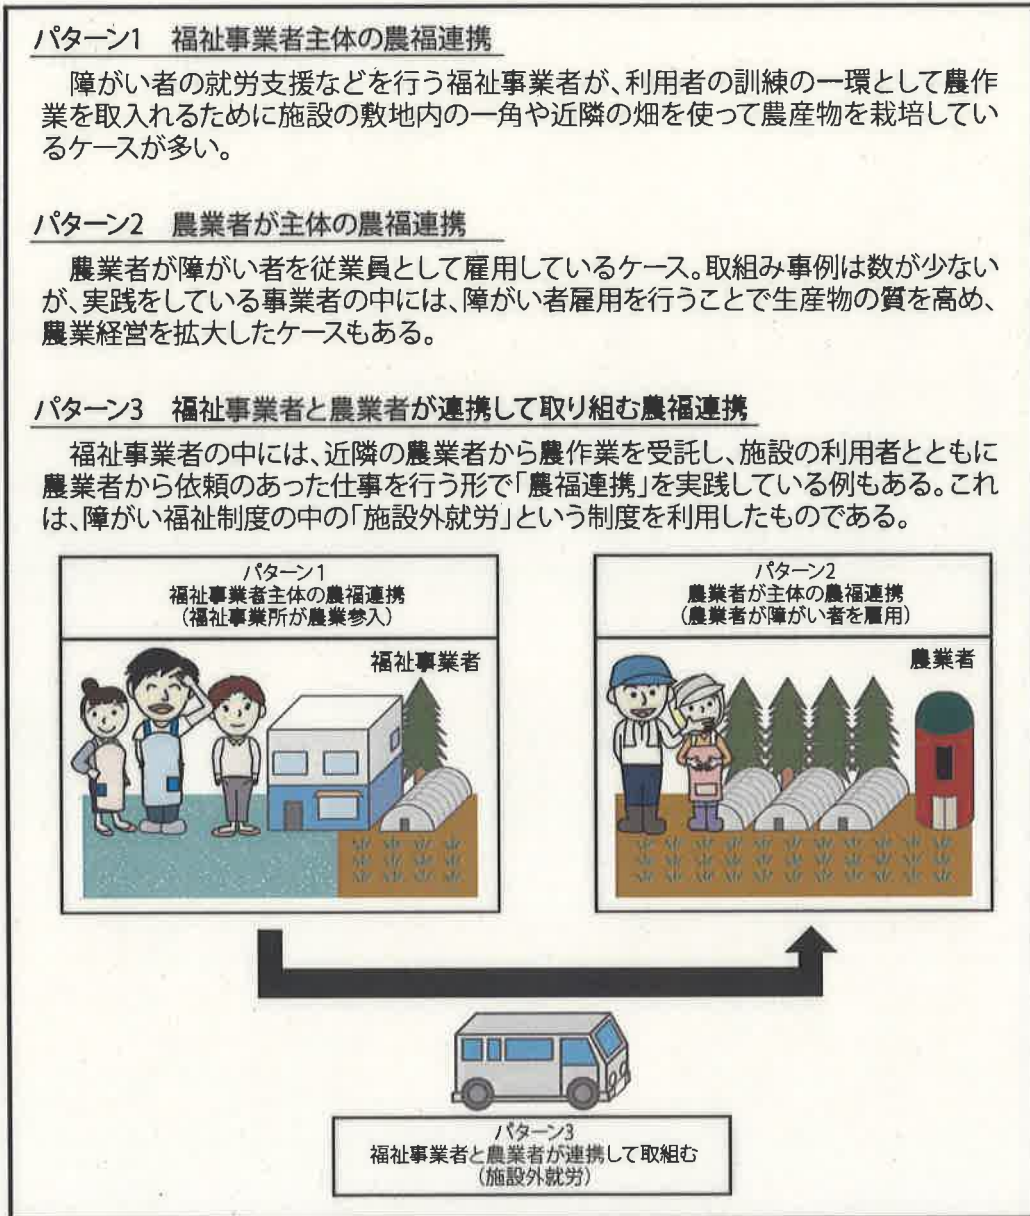 パターン1　福祉事業者主体の農福連携
障がい者の就労支援などを行う福祉事業者が、利用者の訓練の一環として農作
業を取入れるために施設の敷地内の一角や近隣の畑を使って農産物を栽培してい
るケースが多い。
パターン2　農業者が主体の農福連携
農業者が障がい者を従業員として雇用しているケース。取組み事例は数が少ない
が、実践をしている事業者の中には、障がい者雇用を行うことで生産物の質を高め、
農業経営を拡大したケースもある。
パターン3　福祉事業者と農業者が連携して取り組む農福連携
福祉事業者の中には、近隣の農業者から農作業を受託し、施設の利用者とともに
農業者から依頼のあった仕事を行う形で「農福連携」を実践している例もある。これ
は、障がい福祉制度の中の「施設外就労」という制度を利用したものである。
パターン1
福祉事業者主体の農福連携
(福祉事業所が農業参入)
福祉事業者
パターン2
農業者が主体の農福連携
(農業者が障がい者を雇用)
農業者
パターン3
福祉事業者と農業者が連携して取組む
(施設外就労)